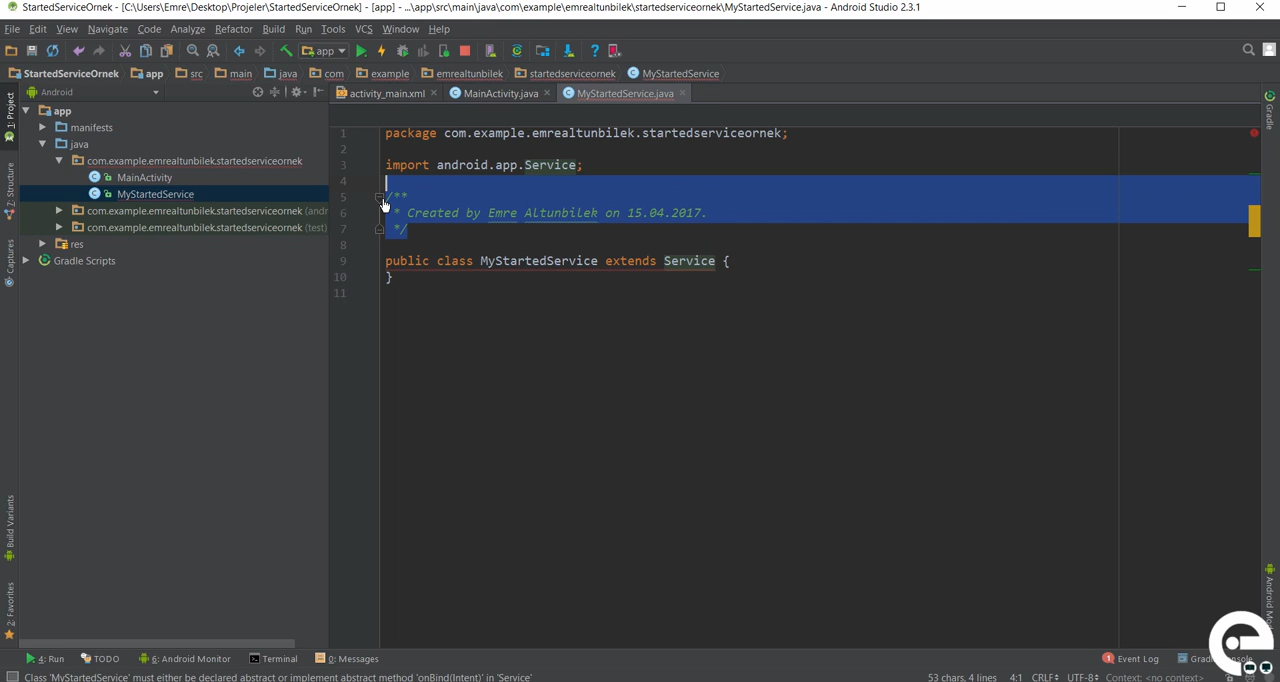 StartedServiceOrnek - [C:\Users\Emre\Desktop\Projeler\StartedServiceOrnek] - [app] - ...\app\src\main\java\com\example\emrealtunbilek\startedserviceornek\MyStartedService.java - Android Studio 2.3.1
File Edit View Navigate Code Analyze Refactor Build Run Tools VCS Window Help
app
StartedServiceOrnek app src main java com example emrealtunbilek startedserviceornek MyStartedService
Android
activity_main.xml MainActivity.java MyStartedService.java
1: Project
Z: Structure
Captures
Build Variants
2: Favorites
app
manifests
java
com.example.emrealtunbilek.startedserviceornek
MainActivity
MyStartedService
com.example.emrealtunbilek.startedserviceornek (andr
com.example.emrealtunbilek.startedserviceornek (test)
res
Gradle Scripts
1 package com.example.emrealtunbilek.startedserviceornek;
2
3 import android.app.Service;
4
5 /**
6 * Created by Emre Altunbilek on 15.04.2017.
7 */
8
9 public class MyStartedService extends Service {
10 }
11
Gradle
Android
4: Run TODO 6: Android Monitor Terminal 0: Messages
1 Event Log
Class 'MyStartedService' must either be declared abstract or implement abstract method 'onBind(Intent)' in 'Service'
53 chars, 4 lines 4:1 CRLF UTF-8 Context: <no context>